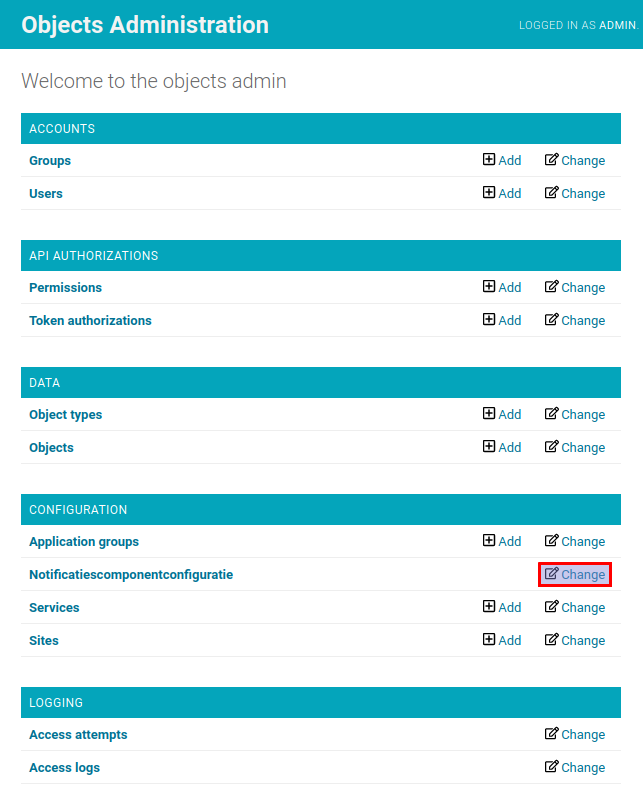 Objects Administration
LOGGED IN AS ADMIN.
Welcome to the objects admin
ACCOUNTS
Groups Add Change
Users Add Change
API AUTHORIZATIONS
Permissions Add Change
Token authorizations Add Change
DATA
Object types Add Change
Objects Add Change
CONFIGURATION
Application groups Add Change
Notificatiescomponentconfiguratie Change
Services Add Change
Sites Add Change
LOGGING
Access attempts Change
Access logs Change